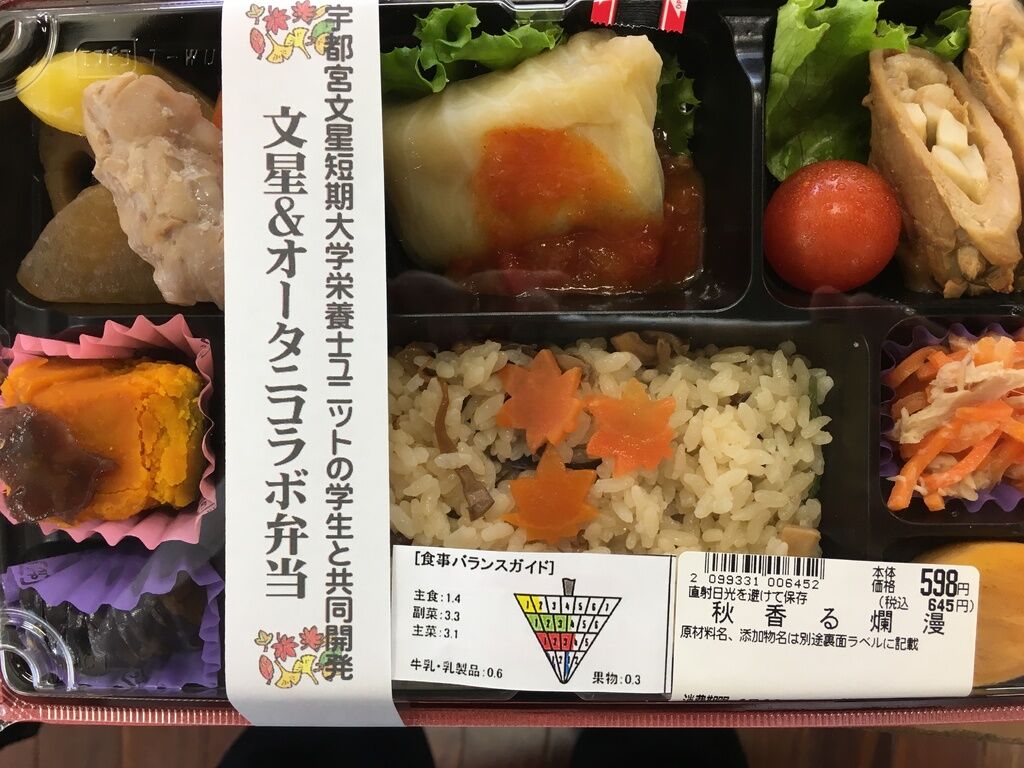 宇都宮文星短期大学栄養士ユニットの学生と共同開発
文星&オータニコラボ弁当
[食事バランスガイド]
主食:1.4
副菜:3.3
主菜:3.1
牛乳・乳製品:0.6
果物:0.3
2 099331 006452
直射日光を避けて保存
秋香る爛漫
原材料名、添加物名は別途裏面ラベルに記載
本体価格 598円
(税込 645円)